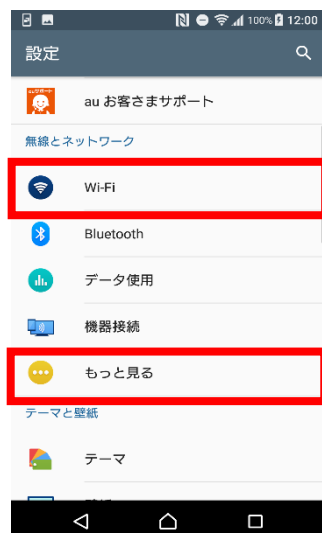 100% 12:00
設定
au お客さまサポート
無線とネットワーク
Wi-Fi
Bluetooth
データ使用
機器接続
もっと見る
テーマと壁紙
テーマ